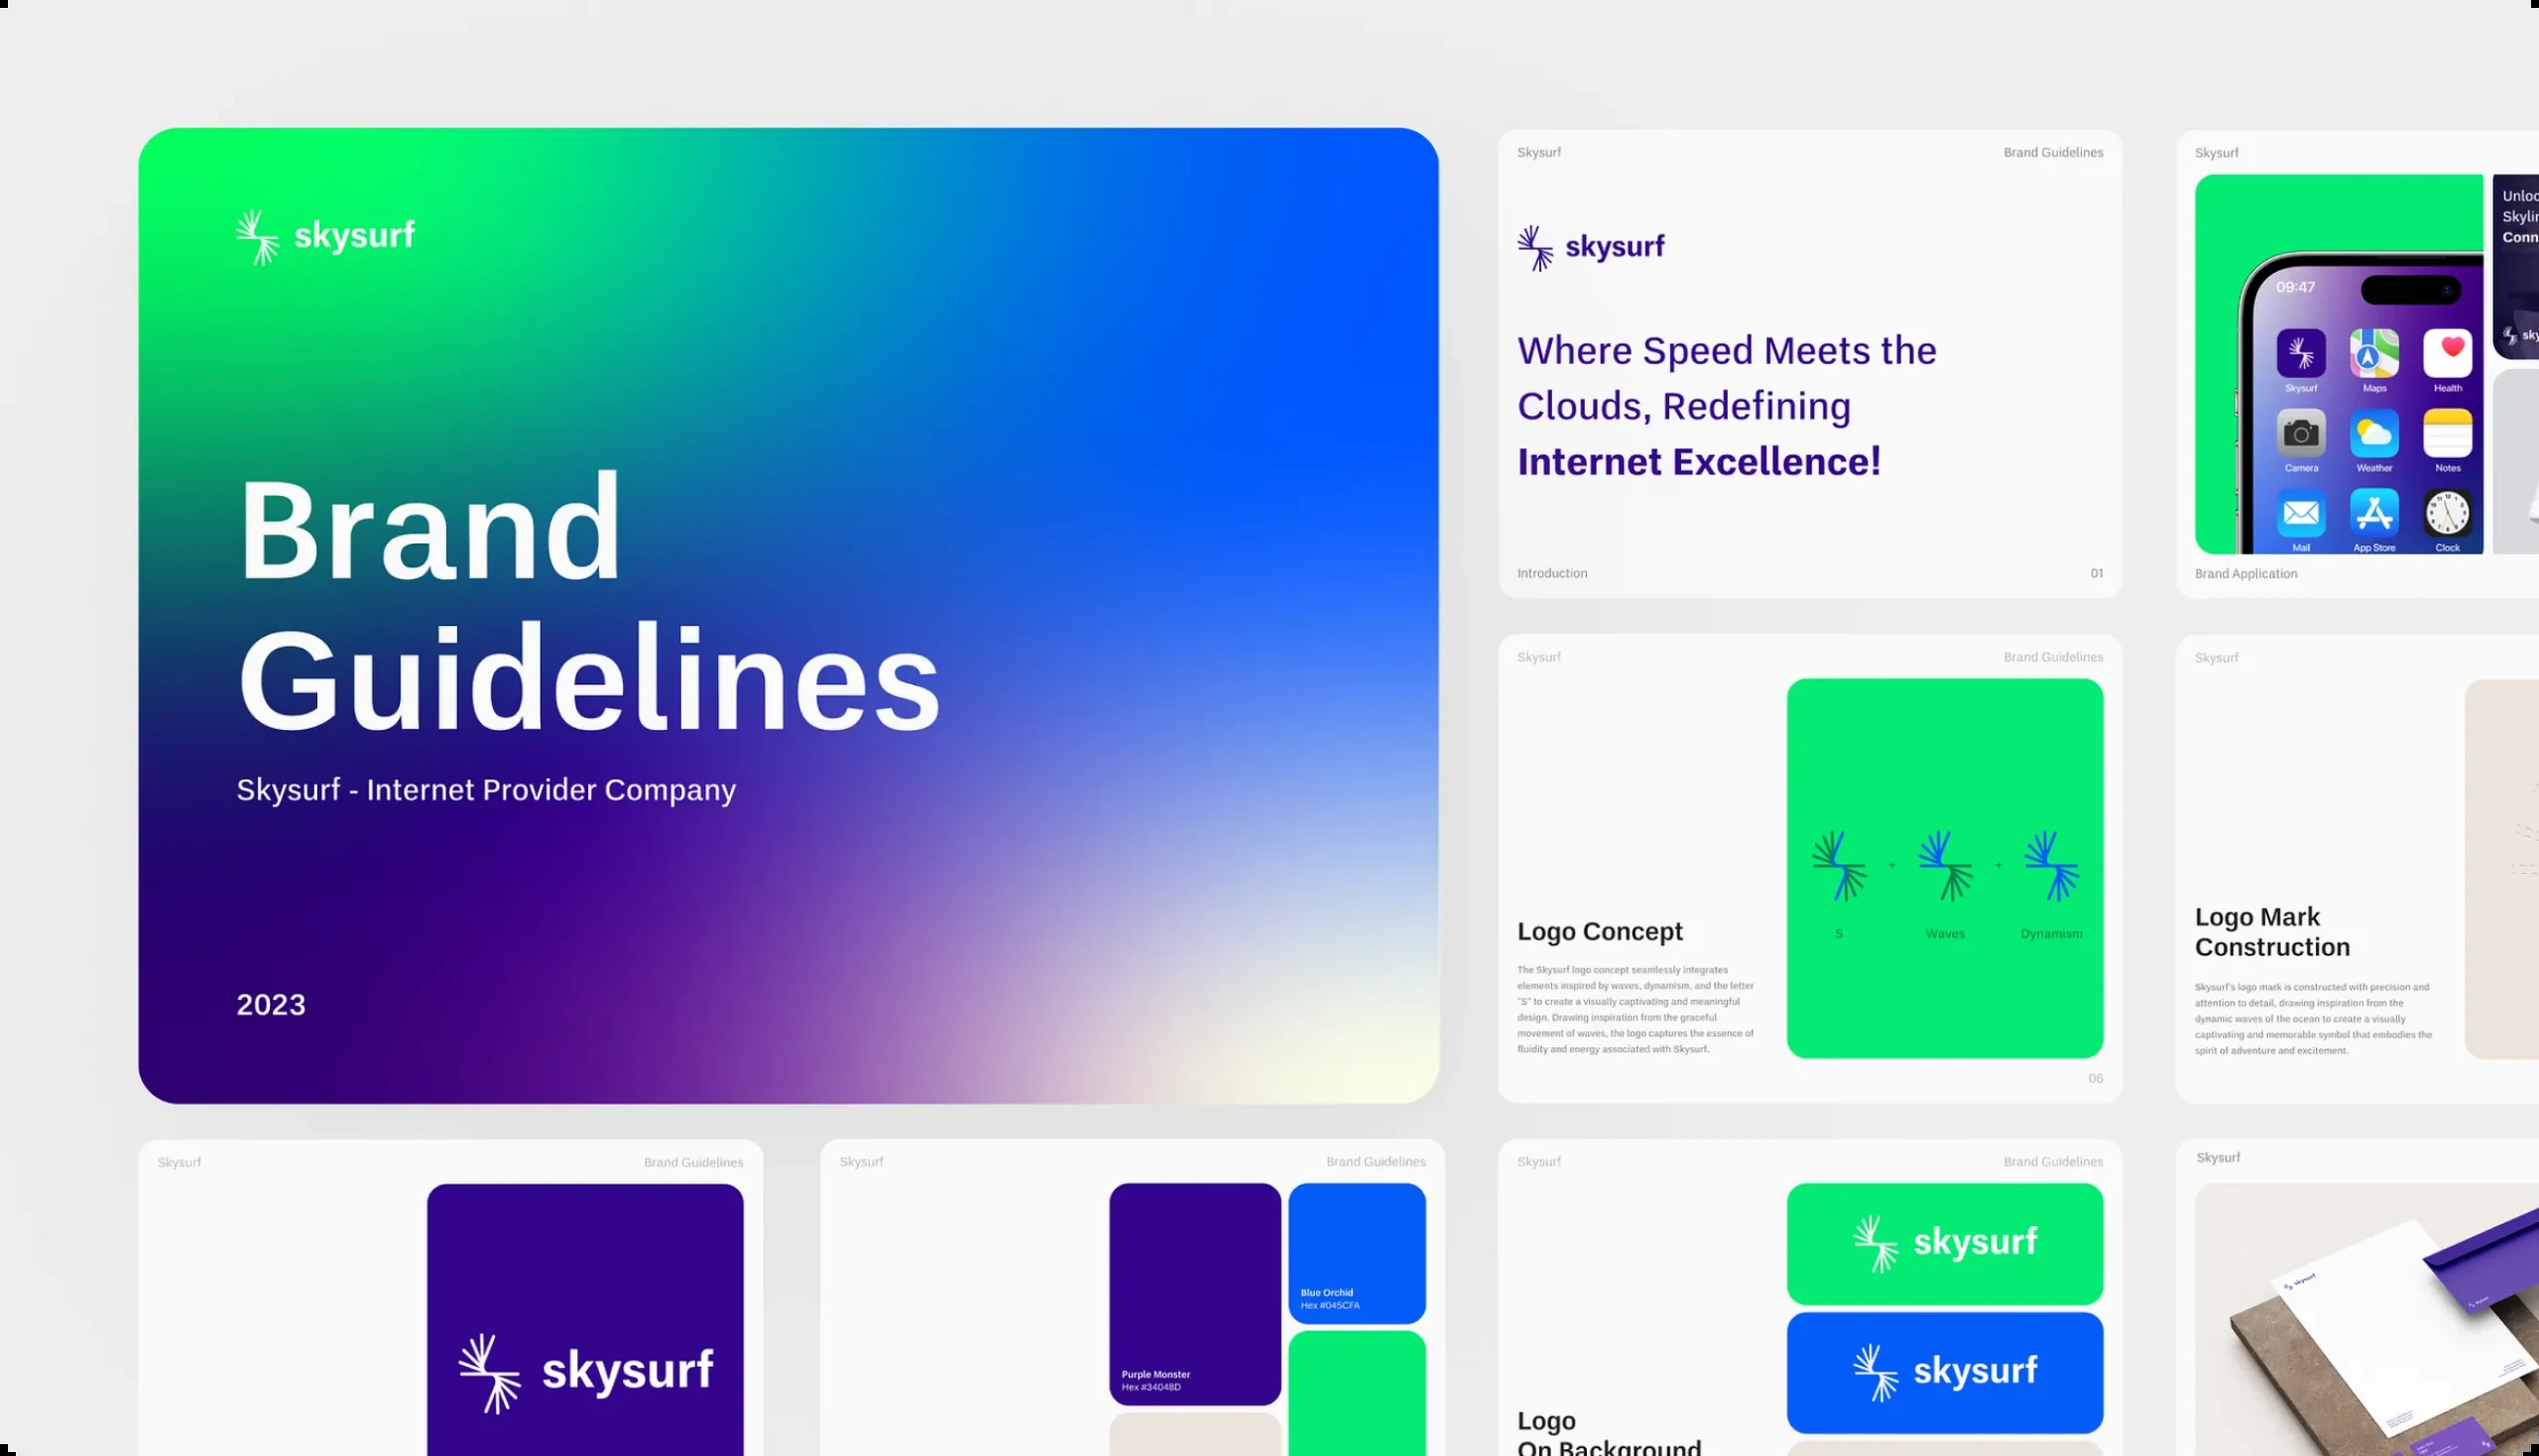 skysurf
Brand
Guidelines
Skysurf - Internet Provider Company
2023
Skysurf
Brand Guidelines
skysurf
Where Speed Meets the
Clouds, Redefining
Internet Excellence!
Introduction
01
Skysurf
09:47
Skysurf
Maps
Health
Camera
Weather
Notes
Mail
App Store
Clock
Brand Application
Skysurf
Brand Guidelines
S
+
Waves
+
Dynamism
Logo Concept
The Skysurf logo concept seamlessly integrates
elements inspired by waves, dynamism, and the letter
"S" to create a visually captivating and meaningful
design. Drawing inspiration from the graceful
movement of waves, the logo captures the essence of
fluidity and energy associated with Skysurf.
06
Skysurf
Logo Mark
Construction
Skysurf's logo mark is constructed with precision and
attention to detail, drawing inspiration from the
dynamic waves of the ocean to create a visually
captivating and memorable symbol that embodies the
spirit of adventure and excitement.
Skysurf
Brand Guidelines
skysurf
Skysurf
Brand Guidelines
Purple Monster
Hex #34048D
Blue Orchid
Hex #045CFA
Skysurf
Brand Guidelines
skysurf
skysurf
Logo
On Background
Skysurf
skysurf